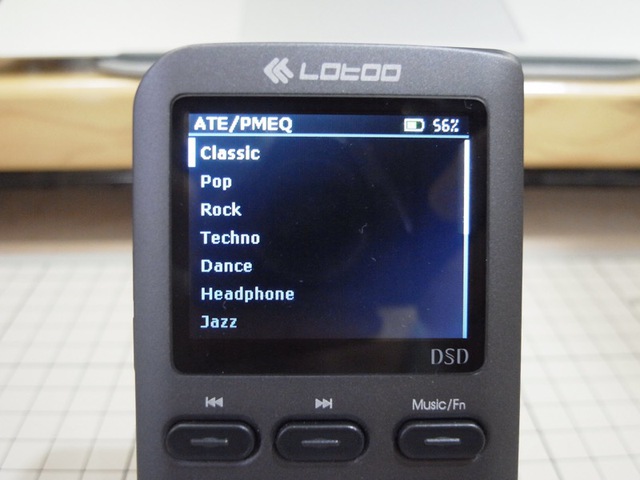 Lotoo
ATE/PMEQ 56%
Classic
Pop
Rock
Techno
Dance
Headphone
Jazz
DSD
Music/Fn